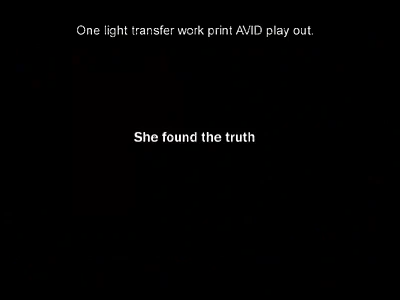 One light transfer work print AVID play out.
She found the truth